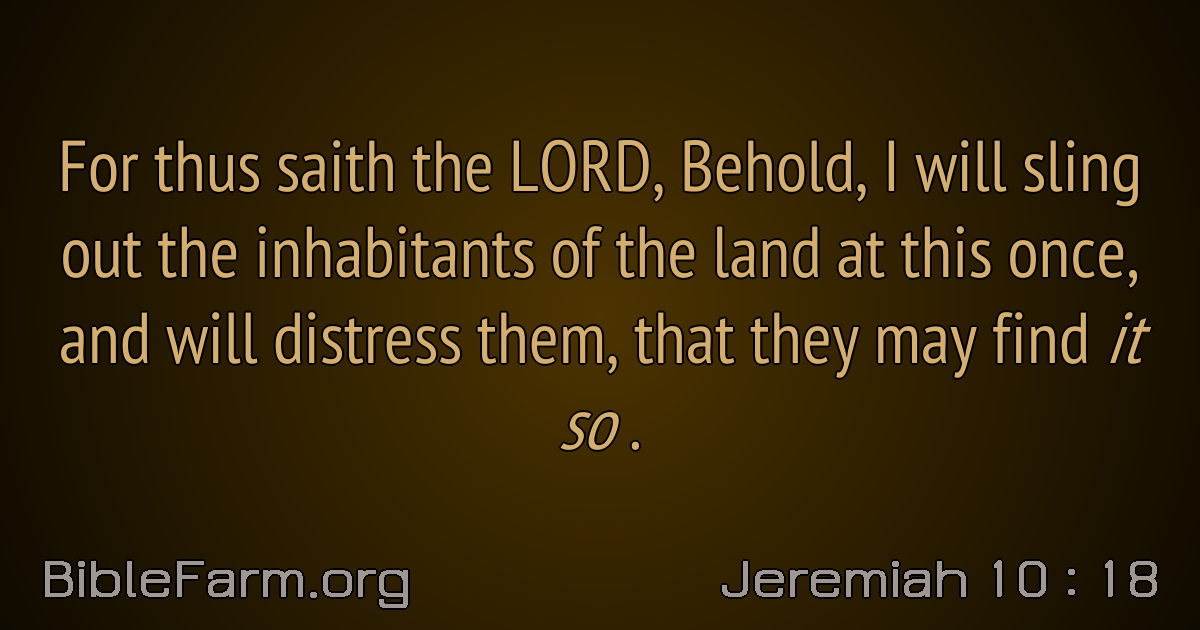 For thus saith the LORD, Behold, I will sling
out the inhabitants of the land at this once,
and will distress them, that they may find it
so .
BibleFarm.org
Jeremiah 10 : 18